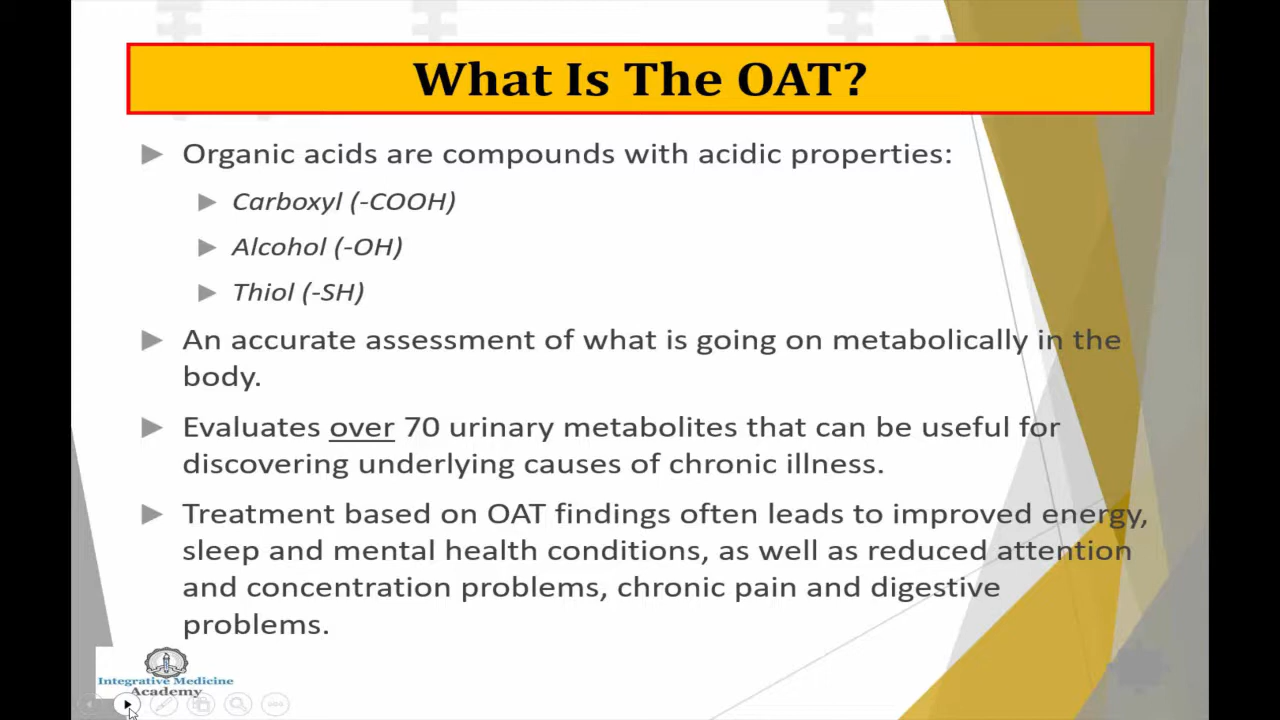 What Is The OAT?
Organic acids are compounds with acidic properties:
Carboxyl (-COOH)
Alcohol (-OH)
Thiol (-SH)
An accurate assessment of what is going on metabolically in the
body.
Evaluates over 70 urinary metabolites that can be useful for
discovering underlying causes of chronic illness.
Treatment based on OAT findings often leads to improved energy,
sleep and mental health conditions, as well as reduced attention
and concentration problems, chronic pain and digestive
problems.
Integrative Medicine
Academy